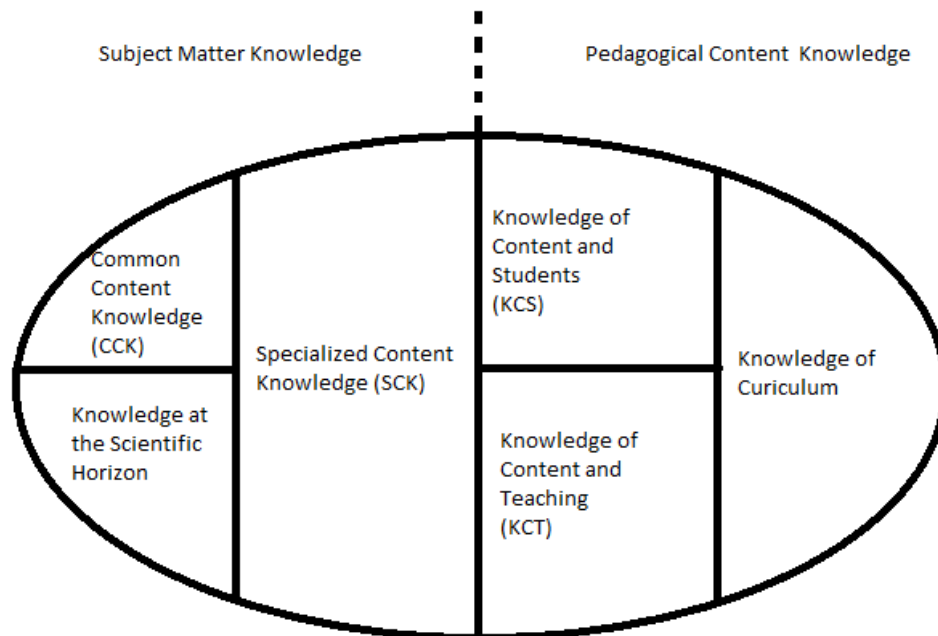 Subject Matter Knowledge
Pedagogical Content Knowledge
Common
Content
Knowledge
(CCK)
Knowledge at
the Scientific
Horizon
Specialized Content
Knowledge (SCK)
Knowledge of
Content and
Students
(KCS)
Knowledge of
Content and
Teaching
(KCT)
Knowledge of
Curiculum